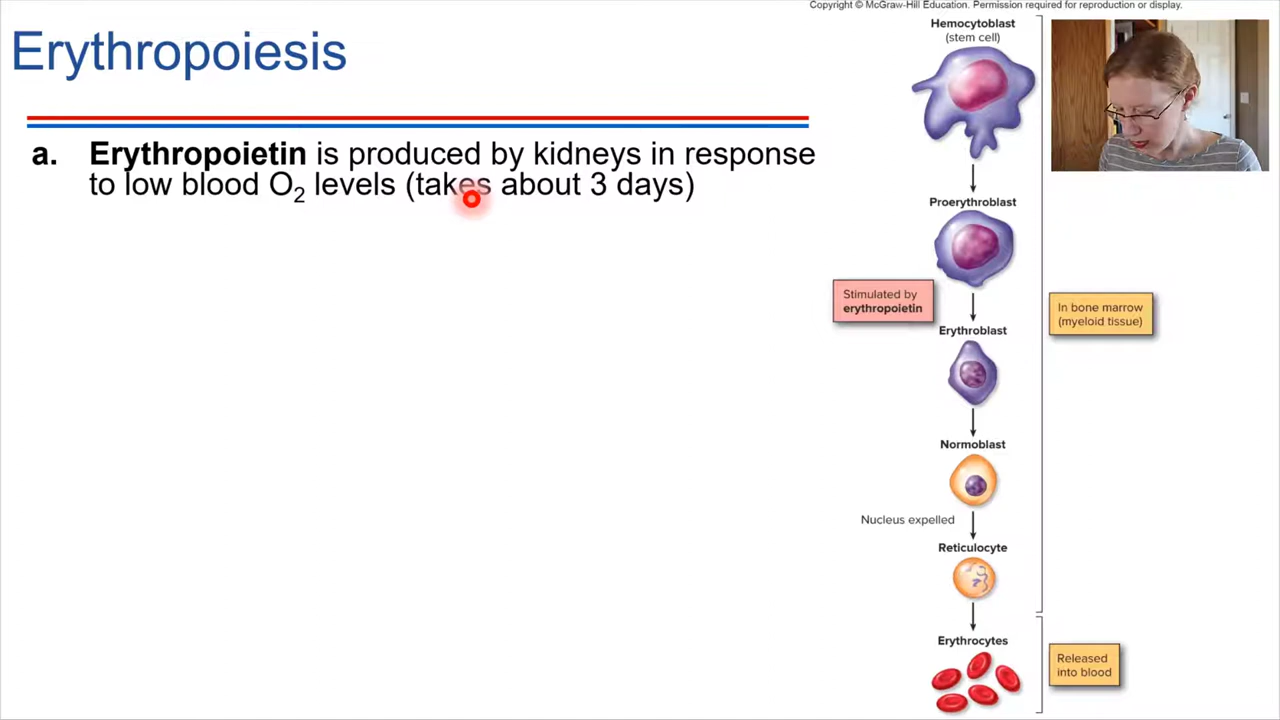 Copyright © McGraw-Hill Education. Permission required for reproduction or display.
Erythropoiesis
a. Erythropoietin is produced by kidneys in response
to low blood O₂ levels (takes about 3 days)
Hemocytoblast
(stem cell)
Proerythroblast
Stimulated by
erythropoietin
In bone marrow
(myeloid tissue)
Erythroblast
Normoblast
Nucleus expelled
Reticulocyte
Erythrocytes
Released
into blood